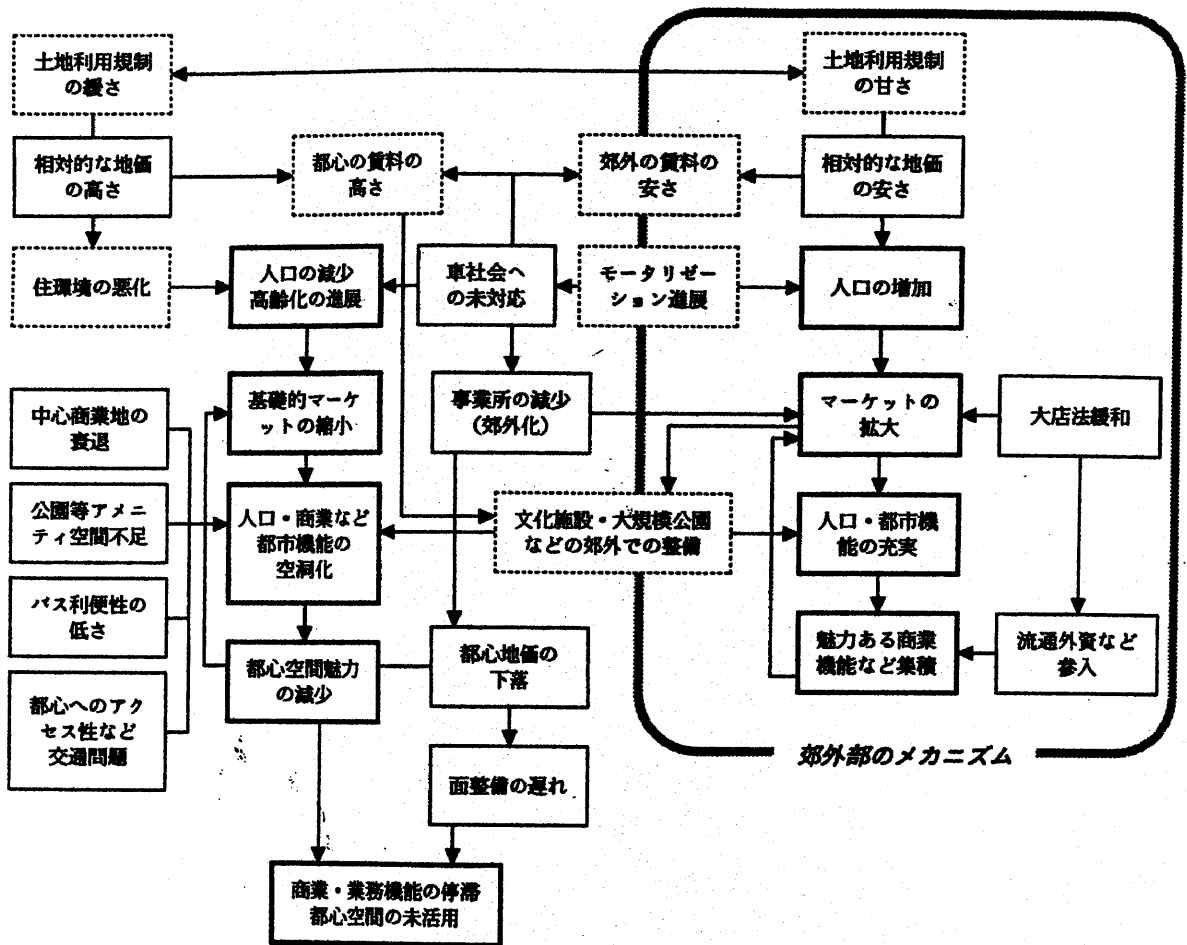 土地利用規制
の緩さ
土地利用規制
の甘さ
相対的な地価
の高さ
都心の賃料の
高さ
郊外の賃料の
安さ
相対的な地価
の安さ
住環境の悪化
人口の減少
高齢化の進展
車社会へ
の未対応
モータリゼー
ション進展
人口の増加
中心商業地の
衰退
基礎的マーケ
ットの縮小
事業所の減少
(郊外化)
マーケットの
拡大
大店法緩和
公園等アメニ
ティ空間不足
人口・商業など
都市機能の
空洞化
文化施設・大規模公園
などの郊外での整備
人口・都市機
能の充実
バス利便性の
低さ
都心空間魅力
の減少
都心地価の
下落
魅力ある商業
機能など集積
流通外資など
参入
都心へのアク
セス性など
交通問題
郊外部のメカニズム
面整備の遅れ
商業・業務機能の停滞
都心空間の未活用